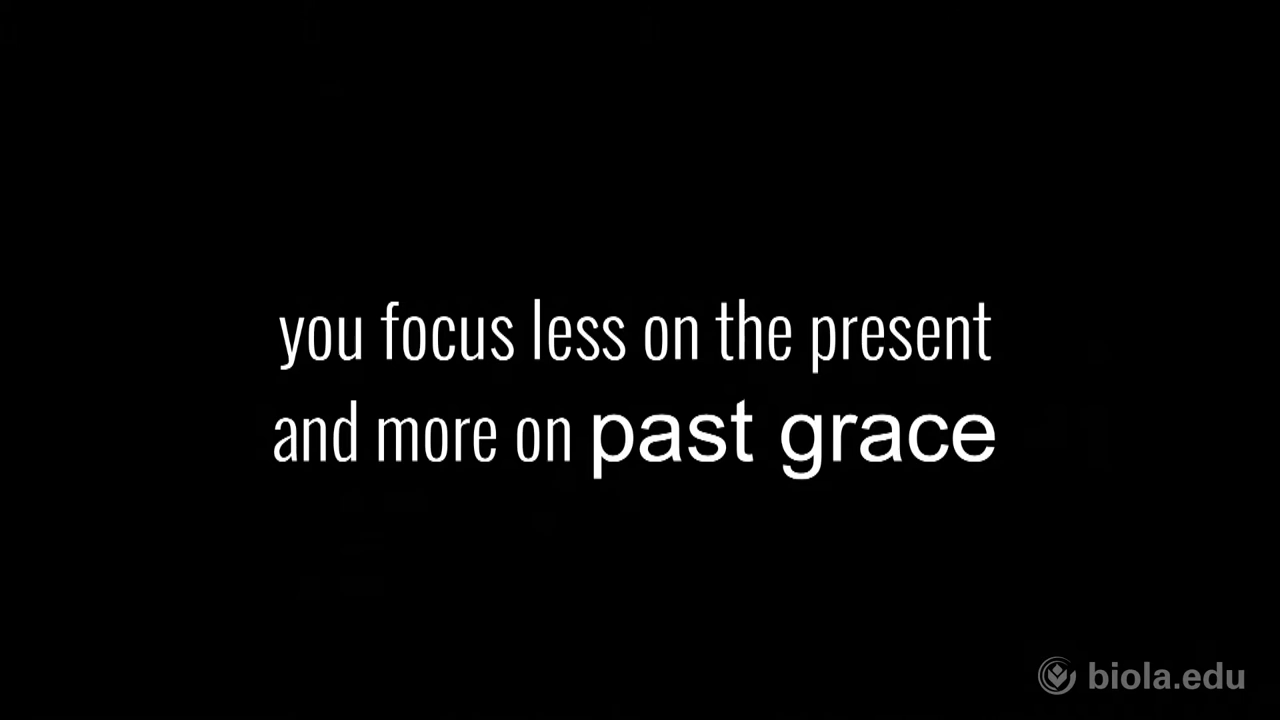 you focus less on the present
and more on past grace
biola.edu